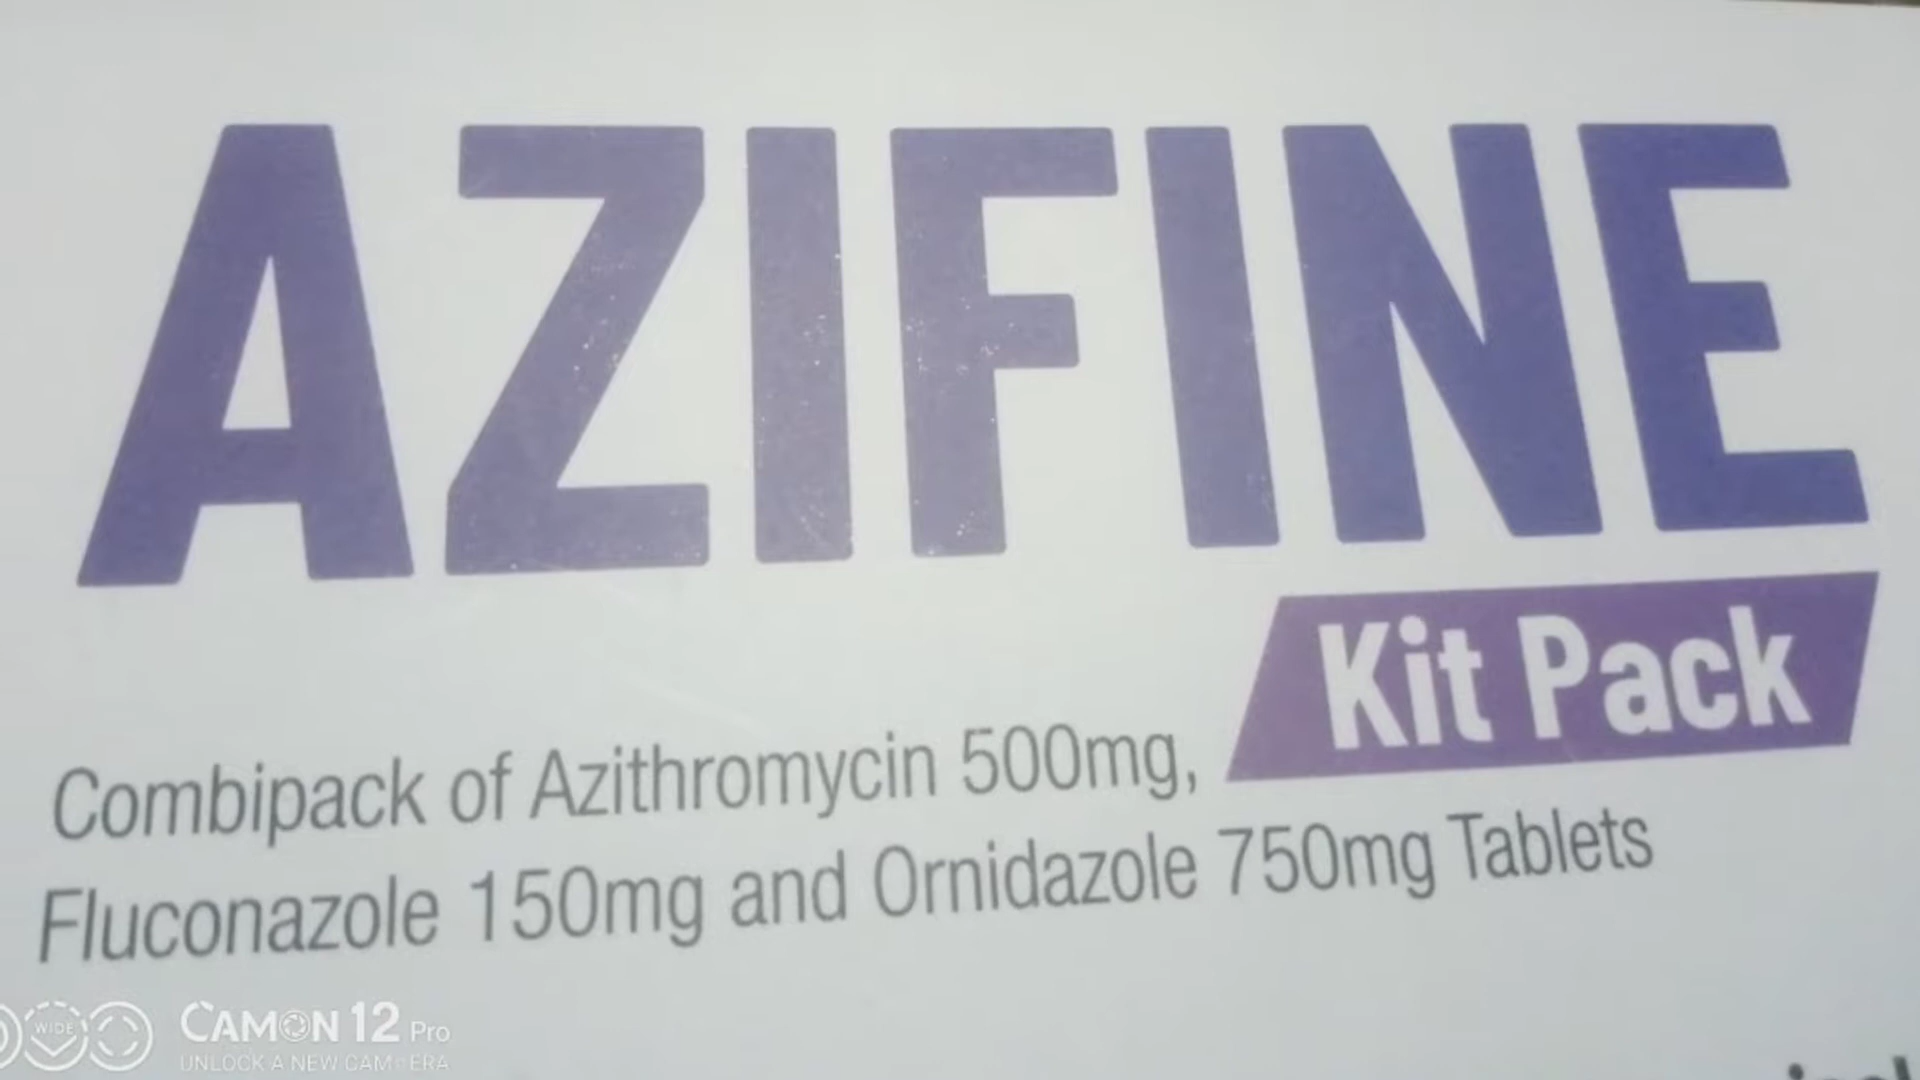 AZIFINE
Kit Pack
Combipack of Azithromycin 500mg,
Fluconazole 150mg and Ornidazole 750mg Tablets
WIDE
CAMON 12 Pro
UNLOCK A NEW CAMERA